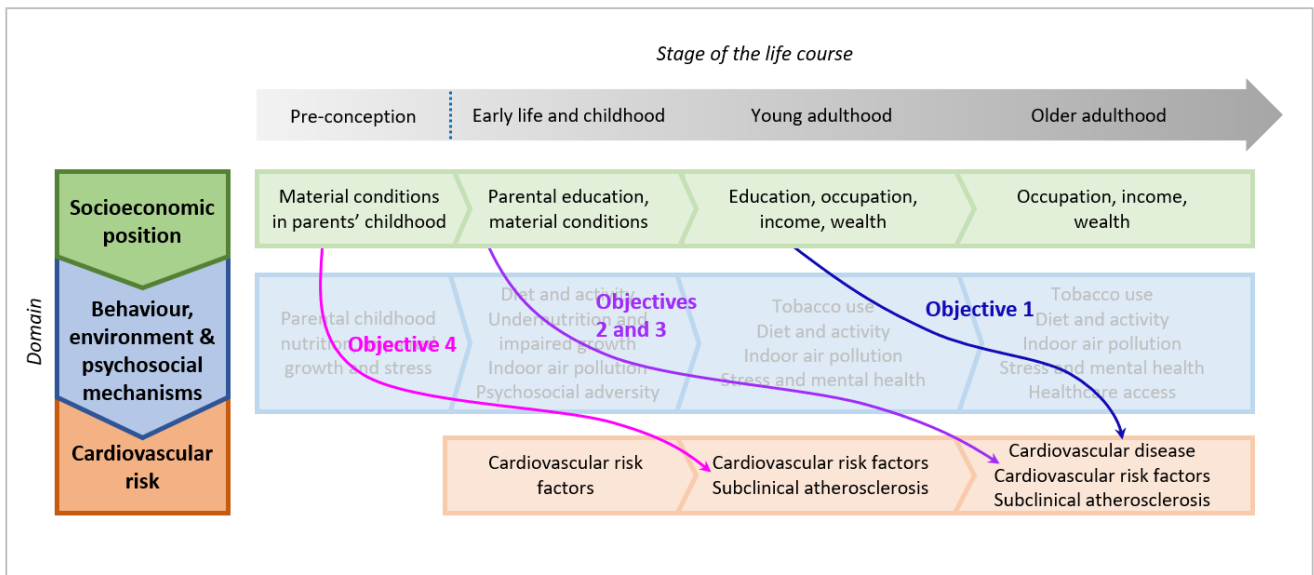 Stage of the life course
Pre-conception
Early life and childhood
Young adulthood
Older adulthood
Domain
Socioeconomic
position
Material conditions
in parents’ childhood
Parental education,
material conditions
Education, occupation,
income, wealth
Occupation, income,
wealth
Behaviour,
environment &
psychosocial
mechanisms
Parental childhood
nutrition,
growth and stress
Objective 4
Diet and activity
Undernutrition and
impaired growth
Indoor air pollution
Psychosocial adversity
Objectives
2 and 3
Tobacco use
Diet and activity
Indoor air pollution
Stress and mental health
Objective 1
Tobacco use
Diet and activity
Indoor air pollution
Stress and mental health
Healthcare access
Cardiovascular
risk
Cardiovascular risk
factors
Cardiovascular risk factors
Subclinical atherosclerosis
Cardiovascular disease
Cardiovascular risk factors
Subclinical atherosclerosis